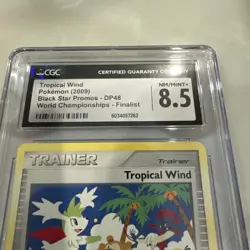 CGC
CERTIFIED GUARANTY CO
Tropical Wind
Pokémon (2009)
Black Star Promos - DP48
World Championships - Finalist
NM/MINT+
8.5
TRAINER
Trainer
Tropical Wind